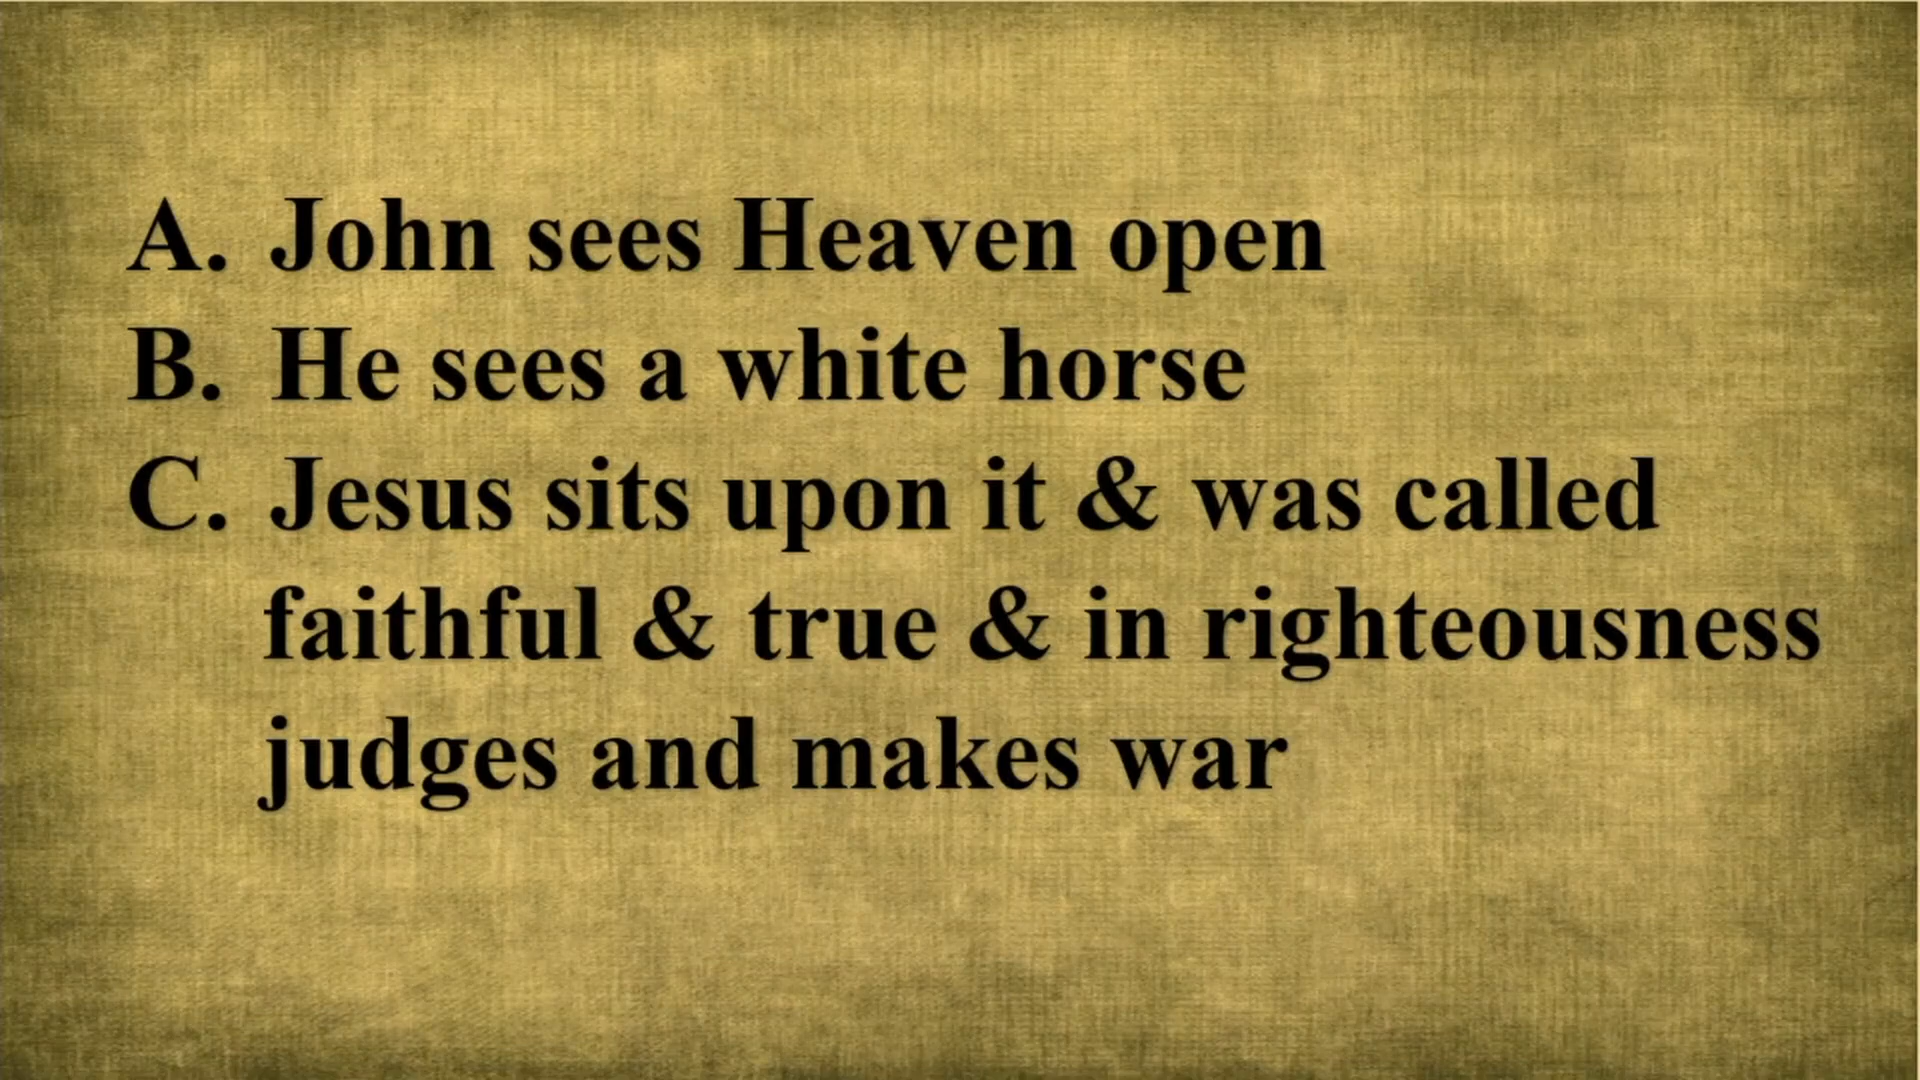 A. John sees Heaven open
B. He sees a white horse
C. Jesus sits upon it & was called
faithful & true & in righteousness
judges and makes war